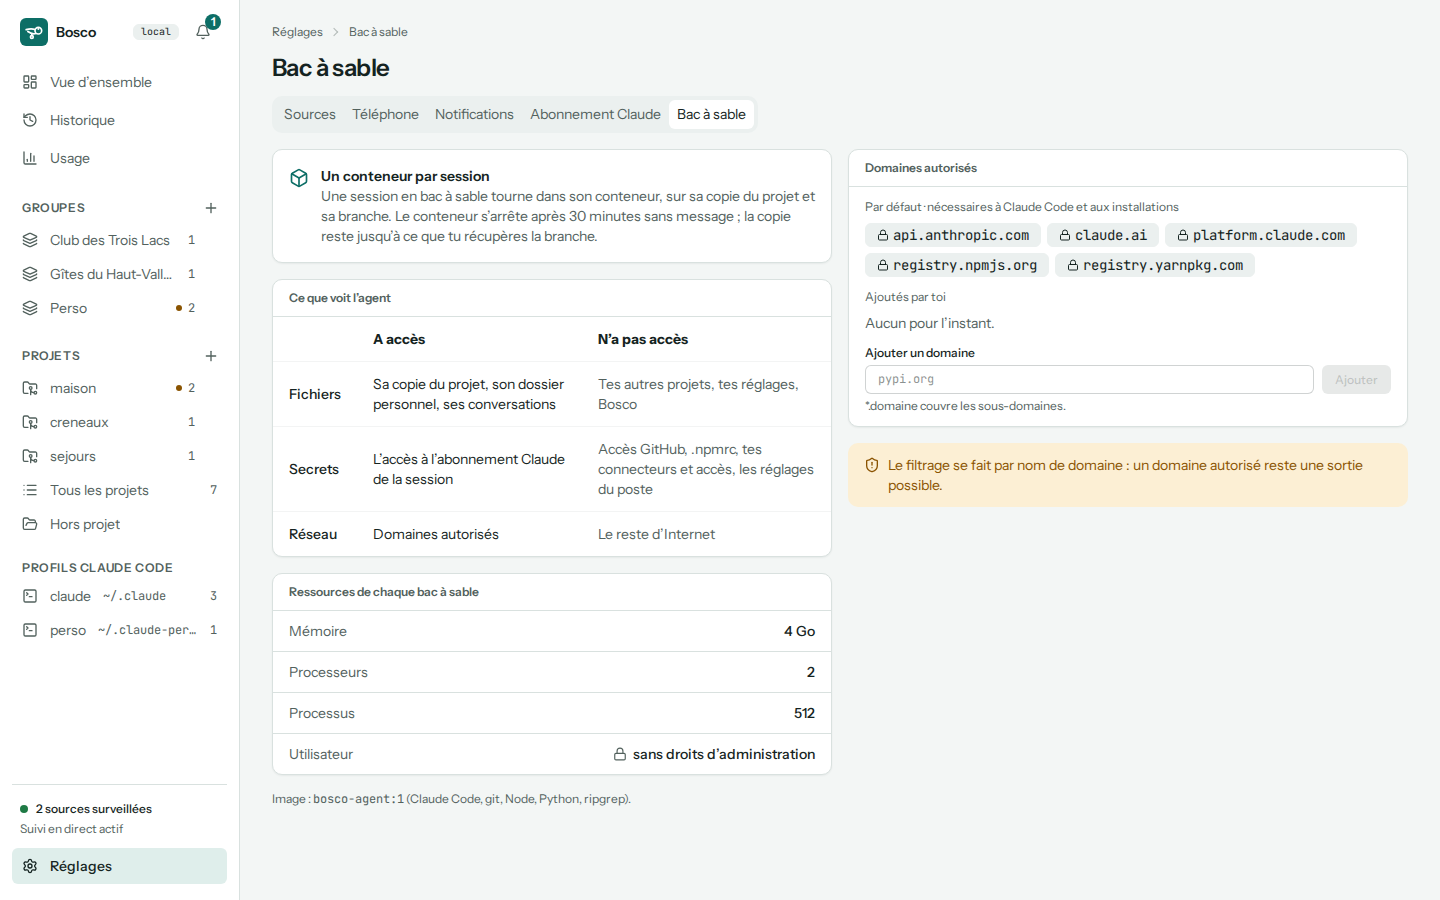 Bosco
local
1
Vue d’ensemble
Historique
Usage
GROUPES
Club des Trois Lacs 1
Gîtes du Haut-Vall… 1
Perso 2
PROJETS
maison 2
creneaux 1
sejours 1
Tous les projets 7
Hors projet
PROFILS CLAUDE CODE
claude ~/.claude 3
perso ~/.claude-per… 1
2 sources surveillées
Suivi en direct actif
Réglages
Réglages Bac à sable
Bac à sable
Sources Téléphone Notifications Abonnement Claude Bac à sable
Un conteneur par session
Une session en bac à sable tourne dans son conteneur, sur sa copie du projet et
sa branche. Le conteneur s’arrête après 30 minutes sans message ; la copie
reste jusqu’à ce que tu récupères la branche.
Ce que voit l’agent
A accès N’a pas accès
Fichiers
Sa copie du projet, son dossier
personnel, ses conversations
Tes autres projets, tes réglages,
Bosco
Secrets
L’accès à l’abonnement Claude
de la session
Accès GitHub, .npmrc, tes
connecteurs et accès, les réglages
du poste
Réseau Domaines autorisés Le reste d’Internet
Ressources de chaque bac à sable
Mémoire 4 Go
Processeurs 2
Processus 512
Utilisateur sans droits d’administration
Image : bosco-agent:1 (Claude Code, git, Node, Python, ripgrep).
Domaines autorisés
Par défaut · nécessaires à Claude Code et aux installations
api.anthropic.com claude.ai platform.claude.com
registry.npmjs.org registry.yarnpkg.com
Ajoutés par toi
Aucun pour l’instant.
Ajouter un domaine
pypi.org Ajouter
*.domaine couvre les sous-domaines.
Le filtrage se fait par nom de domaine : un domaine autorisé reste une sortie
possible.